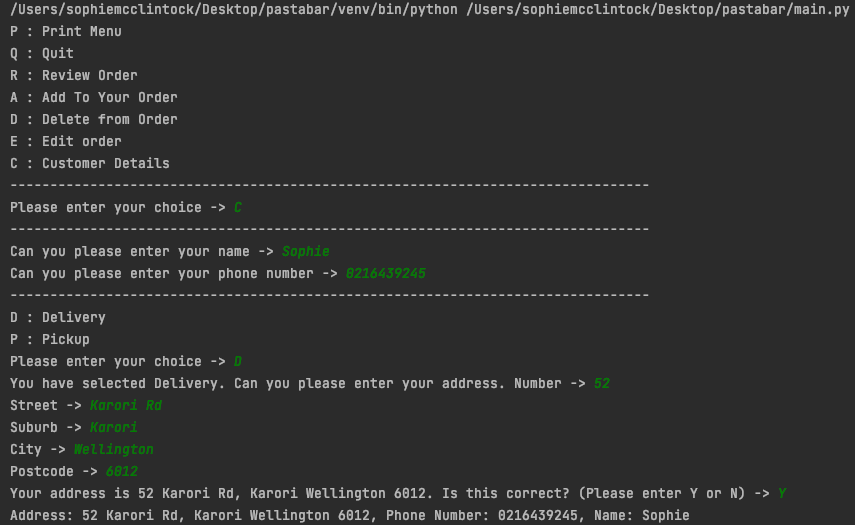 /Users/sophiemcclintock/Desktop/pastabar/venv/bin/python /Users/sophiemcclintock/Desktop/pastabar/main.py
P : Print Menu
Q : Quit
R : Review Order
A : Add To Your Order
D : Delete from Order
E : Edit order
C : Customer Details
--------------------------------------------------------------------------------
Please enter your choice -> C
--------------------------------------------------------------------------------
Can you please enter your name -> Sophie
Can you please enter your phone number -> 0216439245
--------------------------------------------------------------------------------
D : Delivery
P : Pickup
Please enter your choice -> D
You have selected Delivery. Can you please enter your address. Number -> 52
Street -> Karori Rd
Suburb -> Karori
City -> Wellington
Postcode -> 6012
Your address is 52 Karori Rd, Karori Wellington 6012. Is this correct? (Please enter Y or N) -> Y
Address: 52 Karori Rd, Karori Wellington 6012, Phone Number: 0216439245, Name: Sophie